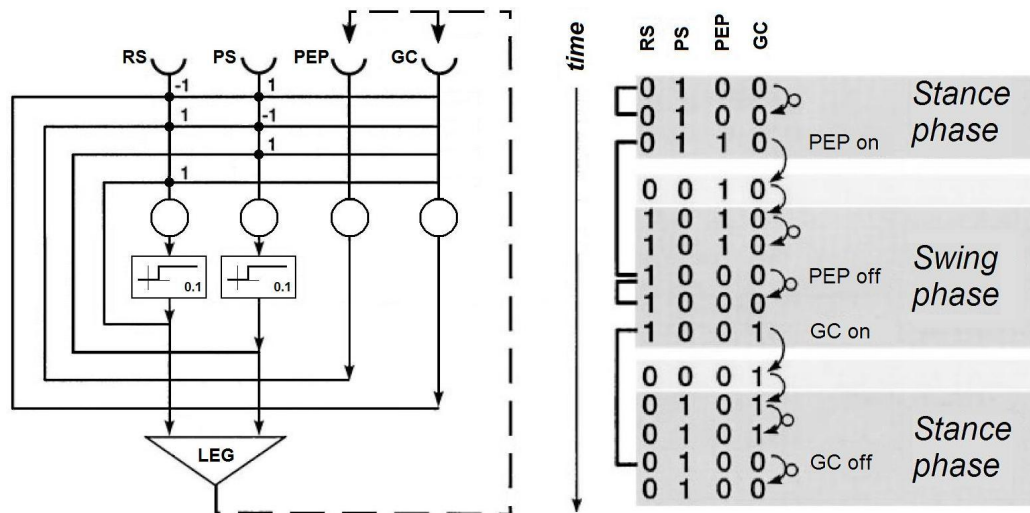 RS PS PEP GC
-1 1
1 -1
1
1
0.1 0.1
LEG
time
RS PS PEP GC
0 1 0 0
0 1 0 0
0 1 1 0 PEP on
Stance
phase
0 0 1 0
1 0 1 0
1 0 1 0
1 0 0 0 PEP off
1 0 0 0
1 0 0 1 GC on
Swing
phase
0 0 0 1
0 1 0 1
0 1 0 1
0 1 0 0 GC off
0 1 0 0
Stance
phase